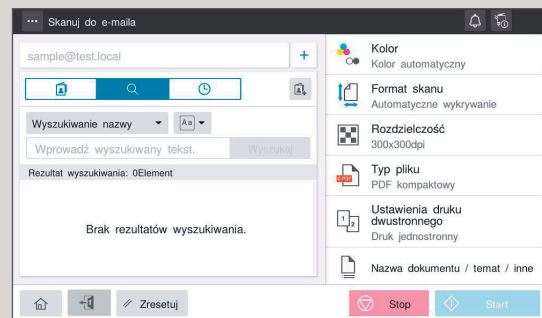 Skanuj do e-maila
sample@test.local
+
Wyszukiwanie nazwy
Aa
Wprowadź wyszukiwany tekst.
Wyszukaj
Rezultat wyszukiwania: 0Element
Brak rezultatów wyszukiwania.
Kolor
Kolor automatyczny
Format skanu
Automatyczne wykrywanie
Rozdzielczość
300x300dpi
Typ pliku
PDF kompaktowy
Ustawienia druku
dwustronnego
Druk jednostronny
Nazwa dokumentu / temat / inne
Zresetuj
Stop
Start